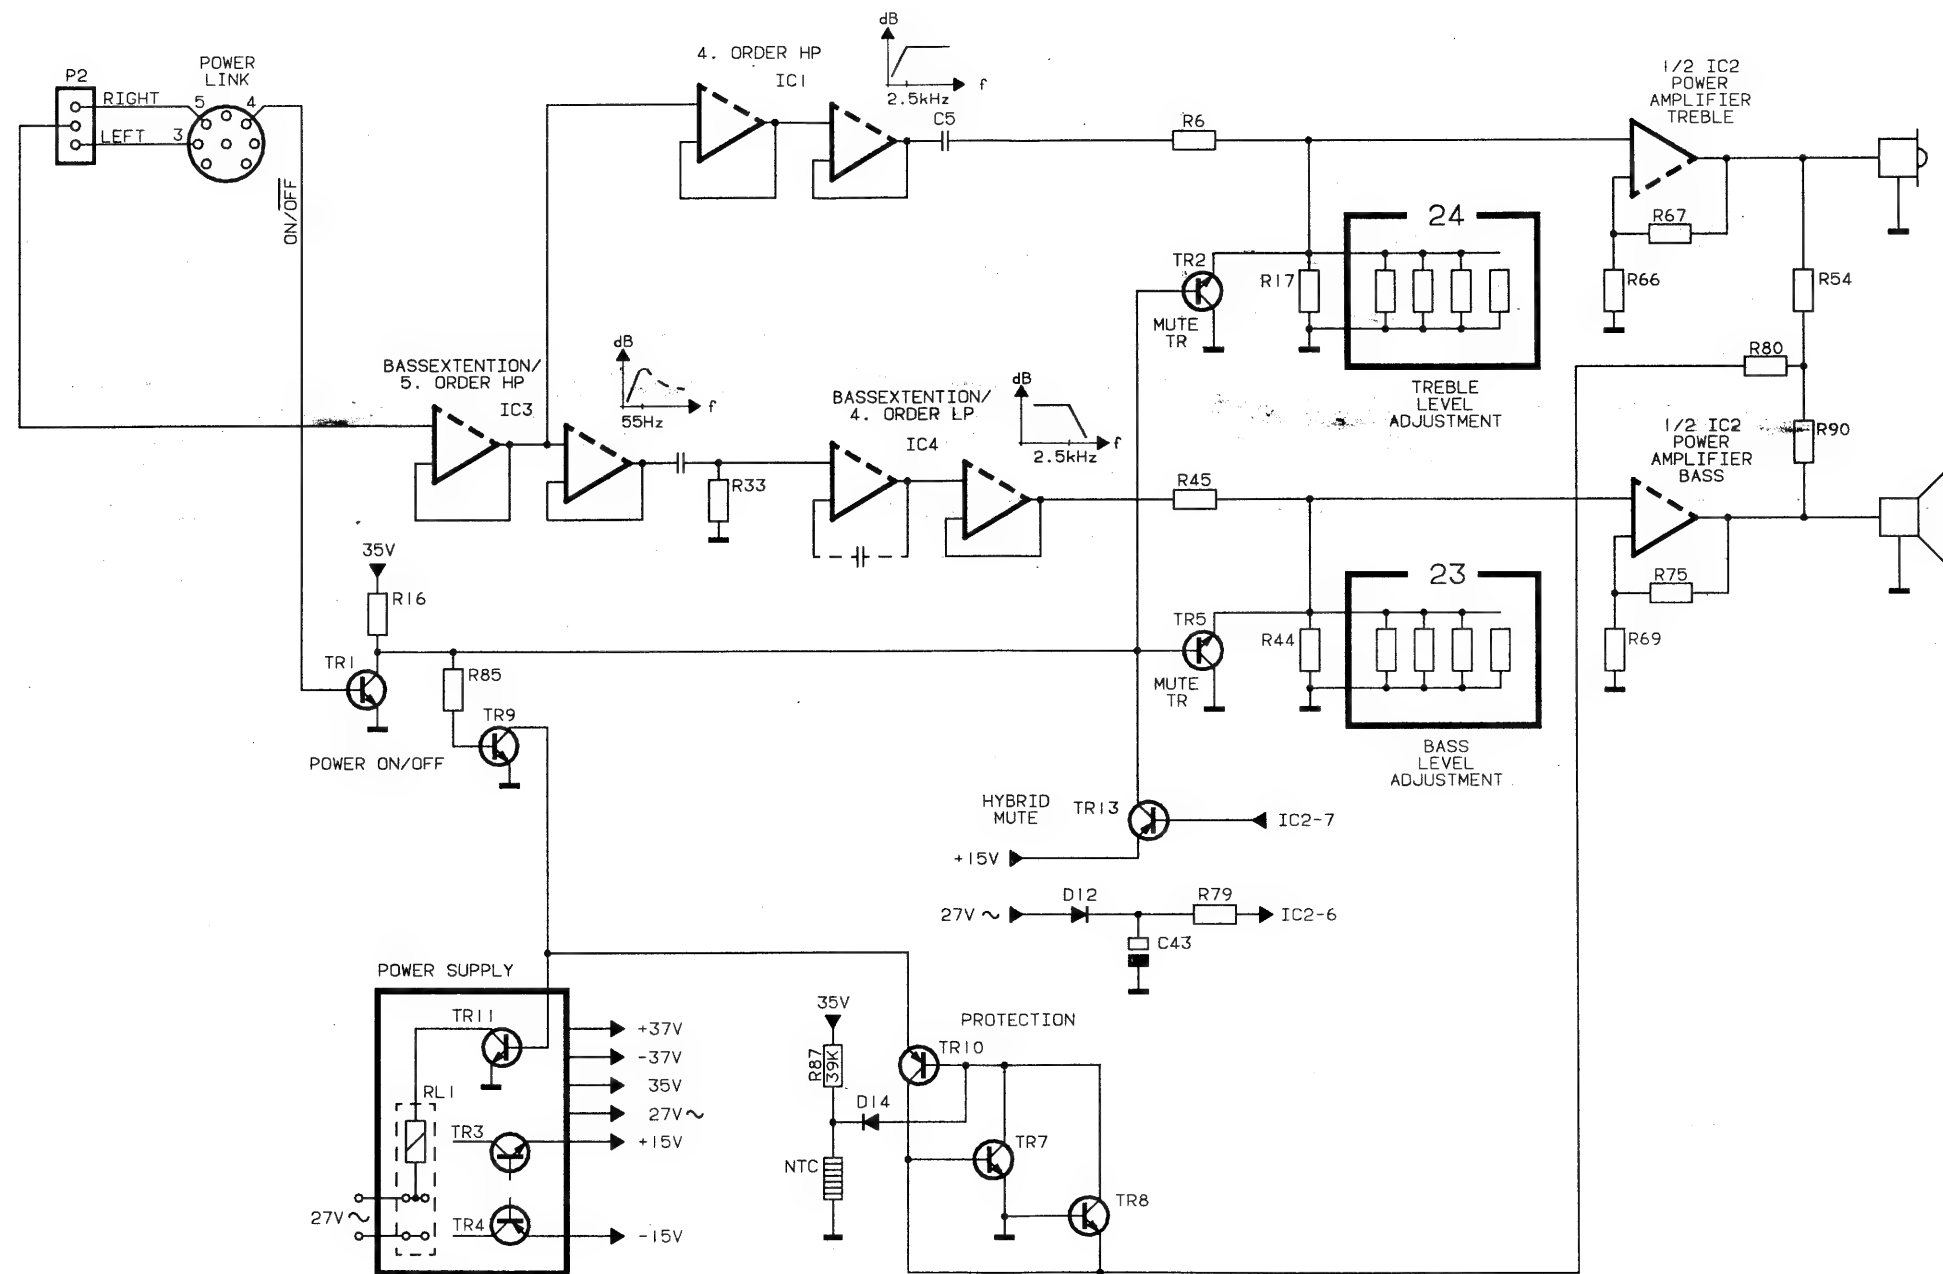 P2
RIGHT
LEFT
POWER
LINK
5
4
3
ON/OFF
4. ORDER HP
IC1
dB
f
2.5kHz
C5
R6
1/2 IC2
POWER
AMPLIFIER
TREBLE
R67
R66
R54
24
TR2
R17
MUTE
TR
TREBLE
LEVEL
ADJUSTMENT
R80
BASSEXTENTION/
5. ORDER HP
IC3
dB
f
55Hz
R33
BASSEXTENTION/
4. ORDER LP
IC4
dB
f
2.5kHz
R45
1/2 IC2
POWER
AMPLIFIER
BASS
R90
R75
R69
23
TR5
R44
MUTE
TR
BASS
LEVEL
ADJUSTMENT
35V
R16
TR1
R85
TR9
POWER ON/OFF
HYBRID
MUTE
TR13
IC2-7
+15V
27V ~
D12
R79
IC2-6
C43
POWER SUPPLY
TR11
RL1
TR3
TR4
27V ~
+37V
-37V
35V
27V ~
+15V
-15V
35V
R87
39K
D14
NTC
PROTECTION
TR10
TR7
TR8